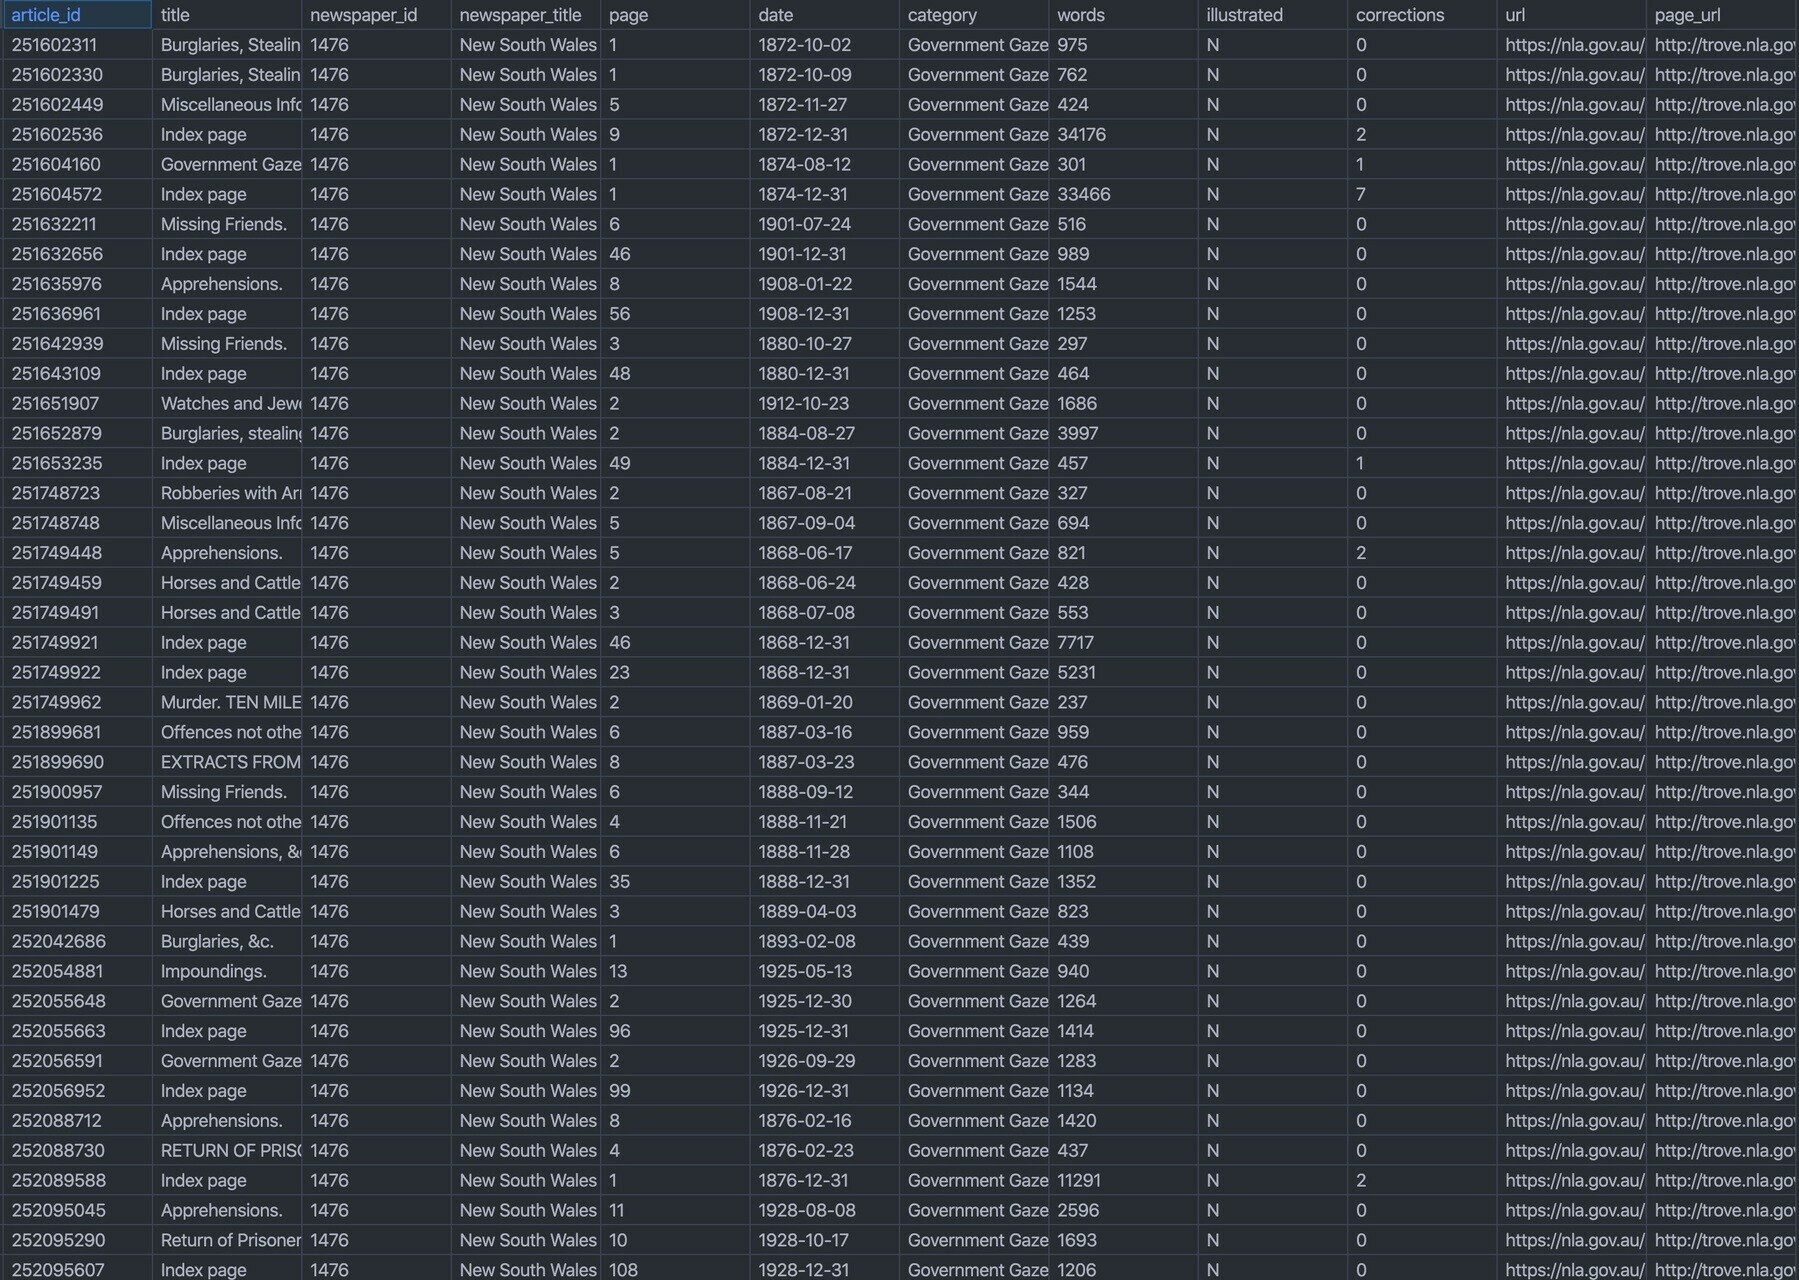 article_id title newspaper_id newspaper_title page date category words illustrated corrections url page_url
251602311 Burglaries, Stealin 1476 New South Wales 1 1872-10-02 Government Gaze 975 N 0 https://nla.gov.au/ http://trove.nla.gov
251602330 Burglaries, Stealin 1476 New South Wales 1 1872-10-09 Government Gaze 762 N 0 https://nla.gov.au/ http://trove.nla.gov
251602449 Miscellaneous Info 1476 New South Wales 5 1872-11-27 Government Gaze 424 N 0 https://nla.gov.au/ http://trove.nla.gov
251602536 Index page 1476 New South Wales 9 1872-12-31 Government Gaze 34176 N 2 https://nla.gov.au/ http://trove.nla.gov
251604160 Government Gaze 1476 New South Wales 1 1874-08-12 Government Gaze 301 N 1 https://nla.gov.au/ http://trove.nla.gov
251604572 Index page 1476 New South Wales 1 1874-12-31 Government Gaze 33466 N 7 https://nla.gov.au/ http://trove.nla.gov
251632211 Missing Friends. 1476 New South Wales 6 1901-07-24 Government Gaze 516 N 0 https://nla.gov.au/ http://trove.nla.gov
251632656 Index page 1476 New South Wales 46 1901-12-31 Government Gaze 989 N 0 https://nla.gov.au/ http://trove.nla.gov
251635976 Apprehensions. 1476 New South Wales 8 1908-01-22 Government Gaze 1544 N 0 https://nla.gov.au/ http://trove.nla.gov
251636961 Index page 1476 New South Wales 56 1908-12-31 Government Gaze 1253 N 0 https://nla.gov.au/ http://trove.nla.gov
251642939 Missing Friends. 1476 New South Wales 3 1880-10-27 Government Gaze 297 N 0 https://nla.gov.au/ http://trove.nla.gov
251643109 Index page 1476 New South Wales 48 1880-12-31 Government Gaze 464 N 0 https://nla.gov.au/ http://trove.nla.gov
251651907 Watches and Jewe 1476 New South Wales 2 1912-10-23 Government Gaze 1686 N 0 https://nla.gov.au/ http://trove.nla.gov
251652879 Burglaries, stealing 1476 New South Wales 2 1884-08-27 Government Gaze 3997 N 0 https://nla.gov.au/ http://trove.nla.gov
251653235 Index page 1476 New South Wales 49 1884-12-31 Government Gaze 457 N 1 https://nla.gov.au/ http://trove.nla.gov
251748723 Robberies with Ar 1476 New South Wales 2 1867-08-21 Government Gaze 327 N 0 https://nla.gov.au/ http://trove.nla.gov
251748748 Miscellaneous Info 1476 New South Wales 5 1867-09-04 Government Gaze 694 N 0 https://nla.gov.au/ http://trove.nla.gov
251749448 Apprehensions. 1476 New South Wales 5 1868-06-17 Government Gaze 821 N 2 https://nla.gov.au/ http://trove.nla.gov
251749459 Horses and Cattle 1476 New South Wales 2 1868-06-24 Government Gaze 428 N 0 https://nla.gov.au/ http://trove.nla.gov
251749491 Horses and Cattle 1476 New South Wales 3 1868-07-08 Government Gaze 553 N 0 https://nla.gov.au/ http://trove.nla.gov
251749921 Index page 1476 New South Wales 46 1868-12-31 Government Gaze 7717 N 0 https://nla.gov.au/ http://trove.nla.gov
251749922 Index page 1476 New South Wales 23 1868-12-31 Government Gaze 5231 N 0 https://nla.gov.au/ http://trove.nla.gov
251749962 Murder. TEN MILE 1476 New South Wales 2 1869-01-20 Government Gaze 237 N 0 https://nla.gov.au/ http://trove.nla.gov
251899681 Offences not othe 1476 New South Wales 6 1887-03-16 Government Gaze 959 N 0 https://nla.gov.au/ http://trove.nla.gov
251899690 EXTRACTS FROM 1476 New South Wales 8 1887-03-23 Government Gaze 476 N 0 https://nla.gov.au/ http://trove.nla.gov
251900957 Missing Friends. 1476 New South Wales 6 1888-09-12 Government Gaze 344 N 0 https://nla.gov.au/ http://trove.nla.gov
251901135 Offences not othe 1476 New South Wales 4 1888-11-21 Government Gaze 1506 N 0 https://nla.gov.au/ http://trove.nla.gov
251901149 Apprehensions, &c 1476 New South Wales 6 1888-11-28 Government Gaze 1108 N 0 https://nla.gov.au/ http://trove.nla.gov
251901225 Index page 1476 New South Wales 35 1888-12-31 Government Gaze 1352 N 0 https://nla.gov.au/ http://trove.nla.gov
251901479 Horses and Cattle 1476 New South Wales 3 1889-04-03 Government Gaze 823 N 0 https://nla.gov.au/ http://trove.nla.gov
252042686 Burglaries, &c. 1476 New South Wales 1 1893-02-08 Government Gaze 439 N 0 https://nla.gov.au/ http://trove.nla.gov
252054881 Impoundings. 1476 New South Wales 13 1925-05-13 Government Gaze 940 N 0 https://nla.gov.au/ http://trove.nla.gov
252055648 Government Gaze 1476 New South Wales 2 1925-12-30 Government Gaze 1264 N 0 https://nla.gov.au/ http://trove.nla.gov
252055663 Index page 1476 New South Wales 96 1925-12-31 Government Gaze 1414 N 0 https://nla.gov.au/ http://trove.nla.gov
252056591 Government Gaze 1476 New South Wales 2 1926-09-29 Government Gaze 1283 N 0 https://nla.gov.au/ http://trove.nla.gov
252056952 Index page 1476 New South Wales 99 1926-12-31 Government Gaze 1134 N 0 https://nla.gov.au/ http://trove.nla.gov
252088712 Apprehensions. 1476 New South Wales 8 1876-02-16 Government Gaze 1420 N 0 https://nla.gov.au/ http://trove.nla.gov
252088730 RETURN OF PRISO 1476 New South Wales 4 1876-02-23 Government Gaze 437 N 0 https://nla.gov.au/ http://trove.nla.gov
252089588 Index page 1476 New South Wales 1 1876-12-31 Government Gaze 11291 N 2 https://nla.gov.au/ http://trove.nla.gov
252095045 Apprehensions. 1476 New South Wales 11 1928-08-08 Government Gaze 2596 N 0 https://nla.gov.au/ http://trove.nla.gov
252095290 Return of Prisoner 1476 New South Wales 10 1928-10-17 Government Gaze 1693 N 0 https://nla.gov.au/ http://trove.nla.gov
252095607 Index page 1476 New South Wales 108 1928-12-31 Government Gaze 1206 N 0 https://nla.gov.au/ http://trove.nla.gov